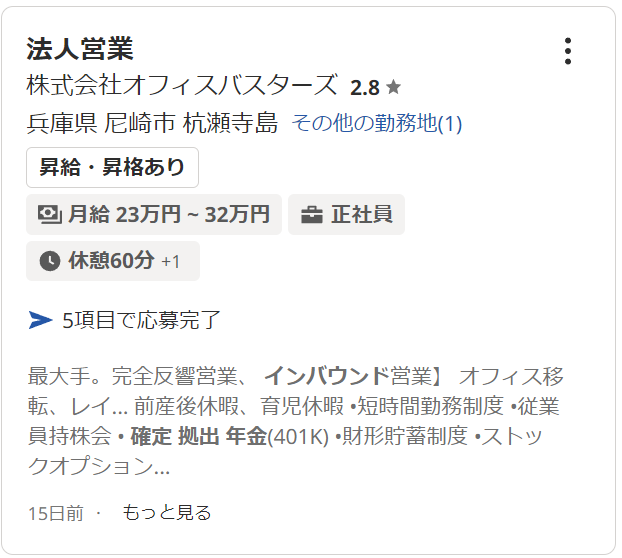 法人営業
株式会社オフィスバスターズ 2.8 ★
兵庫県 尼崎市 杭瀬寺島 その他の勤務地(1)
昇給・昇格あり
月給 23万円 ~ 32万円 正社員
休憩60分 +1
5項目で応募完了
最大手。完全反響営業、 インバウンド営業】 オフィス移
転、レイ... 前産後休暇、育児休暇 •短時間勤務制度 •従業
員持株会 • 確定 拠出 年金(401K) •財形貯蓄制度 •ストッ
クオプション...
15日前 · もっと見る